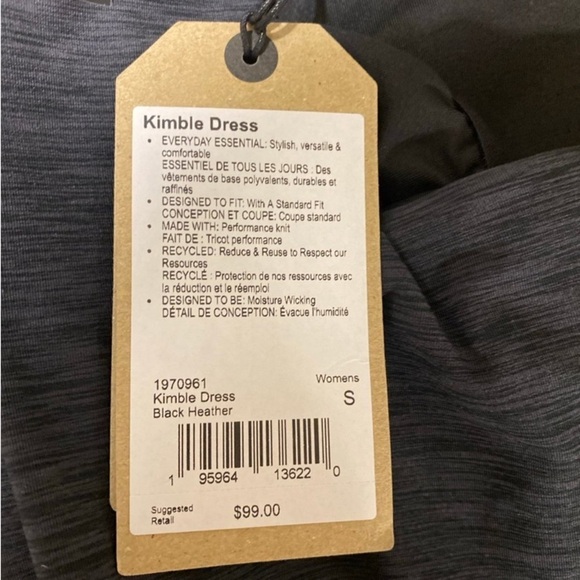 Kimble Dress
• EVERYDAY ESSENTIAL: Stylish, versatile &
comfortable
ESSENTIEL DE TOUS LES JOURS : Des
vêtements de base polyvalents, durables et
raffinés
• DESIGNED TO FIT: With A Standard Fit
CONCEPTION ET COUPE: Coupe standard
• MADE WITH: Performance knit
FAIT DE : Tricot performance
• RECYCLED: Reduce & Reuse to Respect our
Resources
RECYCLÉ : Protection de nos ressources avec
la réduction et le réemploi
• DESIGNED TO BE: Moisture Wicking
DÉTAIL DE CONCEPTION: Évacue l'humidité
1970961 Womens
Kimble Dress S
Black Heather
1 95964 13622 0
Suggested
Retail $99.00